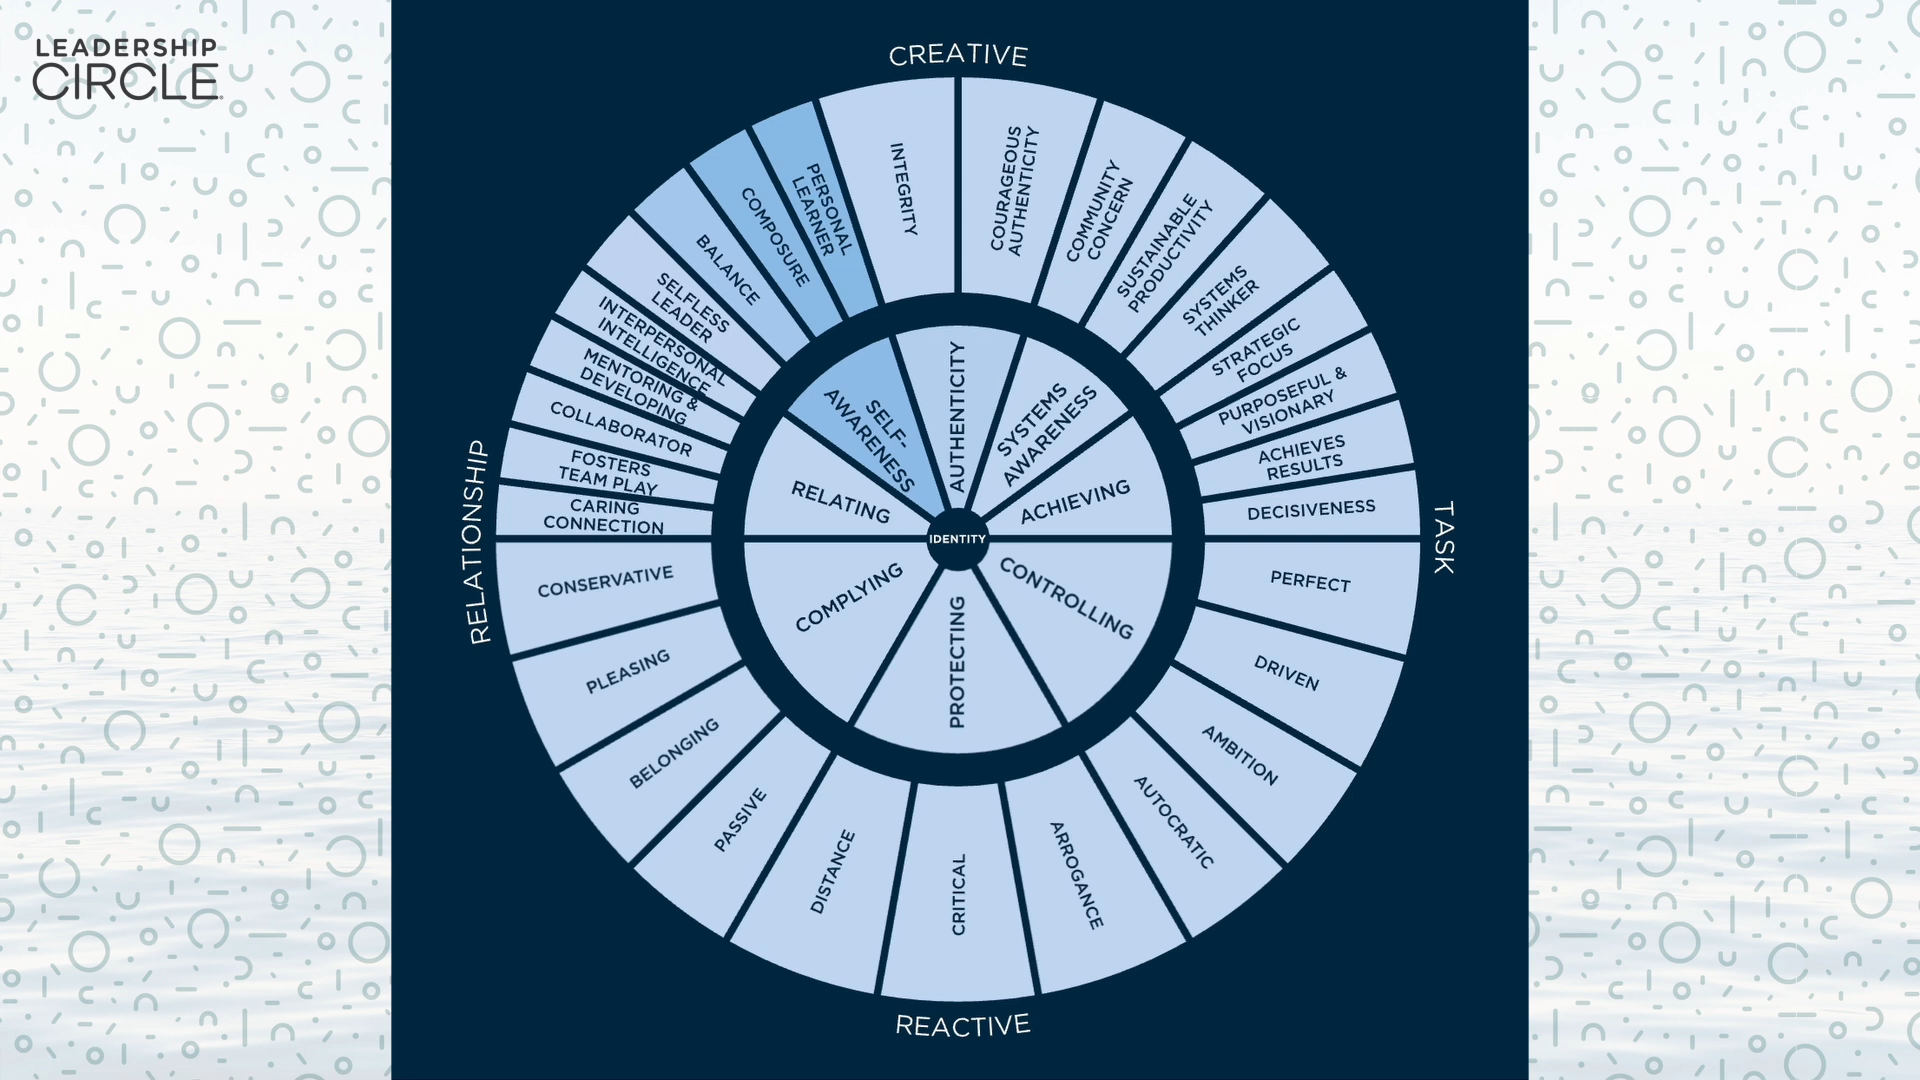 LEADERSHIP
CIRCLE
CREATIVE
INTEGRITY
COURAGEOUS
AUTHENTICITY
COMMUNITY
CONCERN
SUSTAINABLE
PRODUCTIVITY
SYSTEMS
THINKER
STRATEGIC
FOCUS
PURPOSEFUL &
VISIONARY
ACHIEVES
RESULTS
DECISIVENESS
TASK
PERFECT
DRIVEN
AMBITION
AUTOCRATIC
ARROGANCE
CRITICAL
DISTANCE
PASSIVE
BELONGING
PLEASING
CONSERVATIVE
RELATIONSHIP
CARING
CONNECTION
FOSTERS
TEAM PLAY
COLLABORATOR
MENTORING &
DEVELOPING
INTERPERSONAL
INTELLIGENCE
SELFLESS
LEADER
BALANCE
COMPOSURE
PERSONAL
LEARNER
SELF-
AWARENESS
AUTHENTICITY
SYSTEMS
AWARENESS
RELATING
ACHIEVING
IDENTITY
COMPLYING
PROTECTING
CONTROLLING
REACTIVE